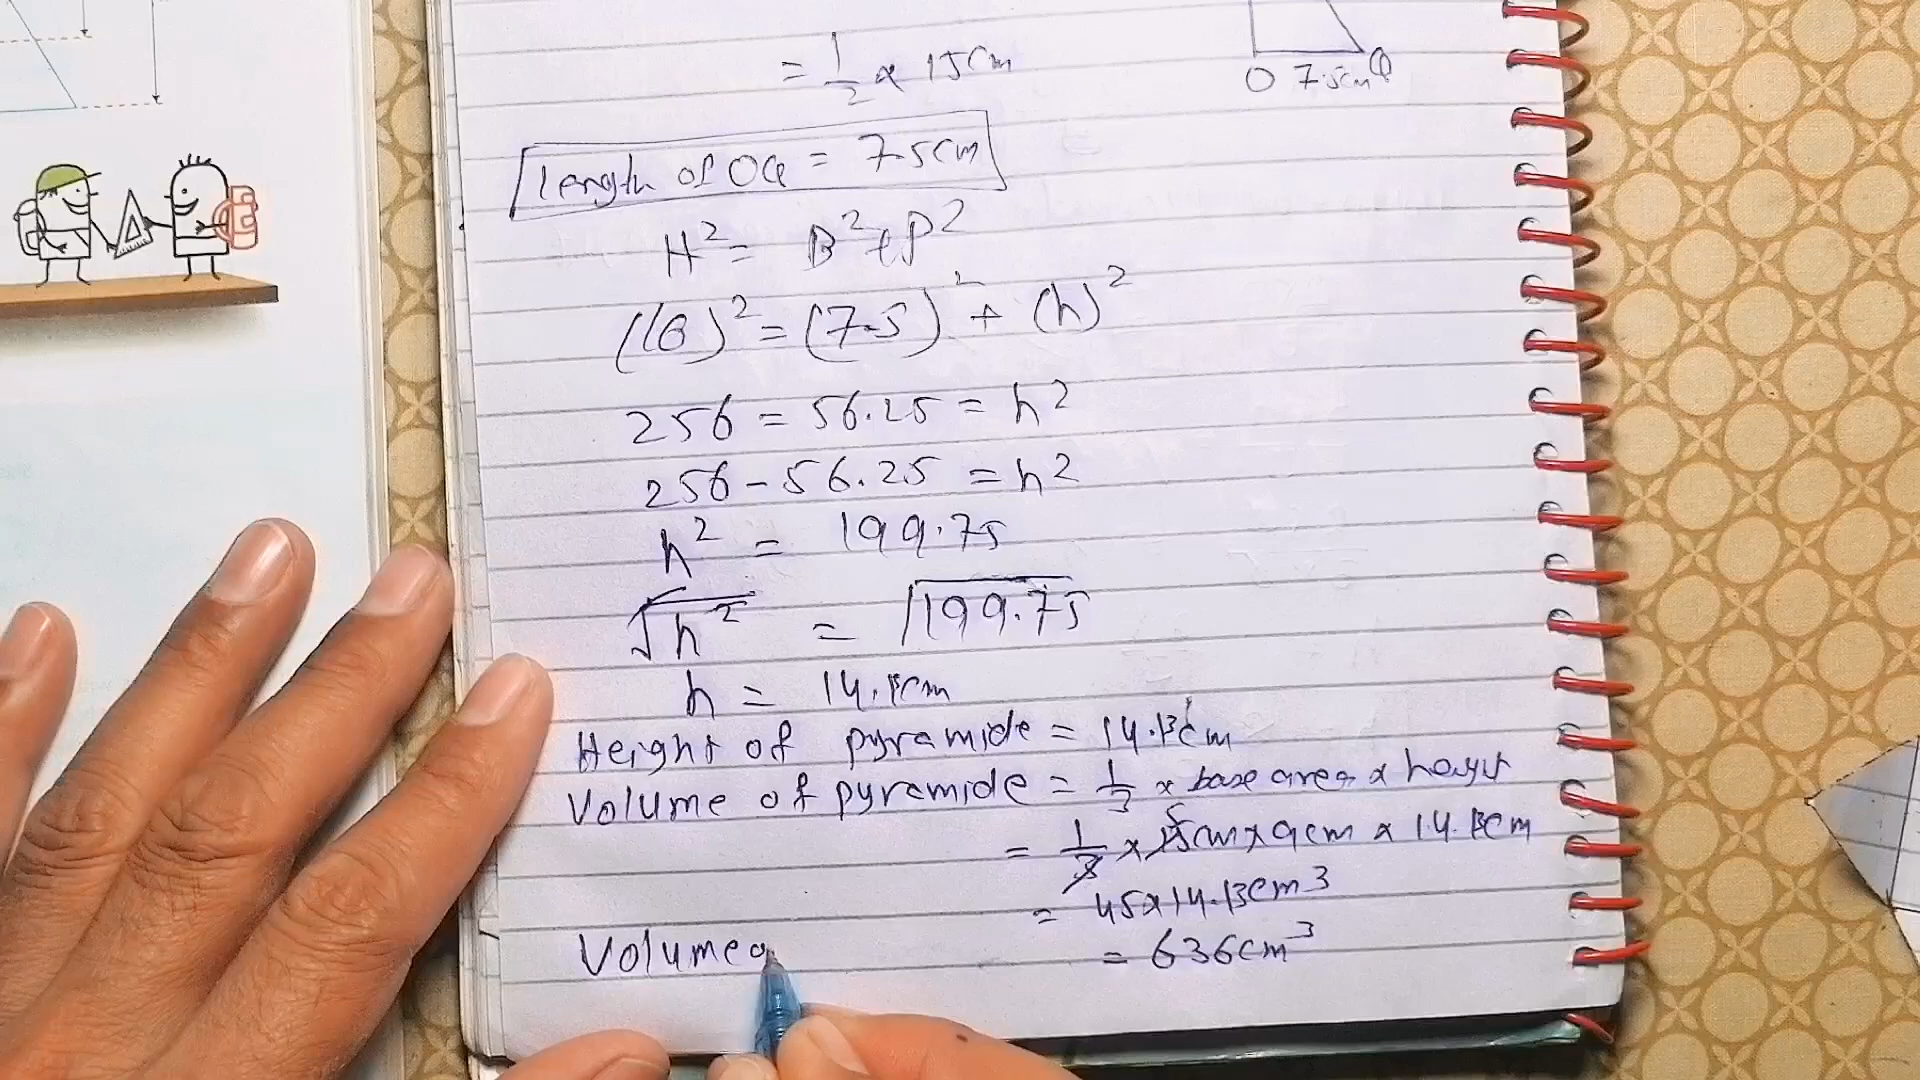 = 1/2 × 15cm
O 7.5cm Q
Length of OQ = 7.5cm
H² = B² + P²
(16)² = (7.5)² + (h)²
256 = 56.25 = h²
256 - 56.25 = h²
h² = 199.75
√h² = √199.75
h = 14.13cm
Height of pyramide = 14.13cm
Volume of pyramide = 1/3 × base area × height
= 1/3 × 15cm × 9cm × 14.13cm
5
= 45 × 14.13cm³
= 636cm³
Volume o